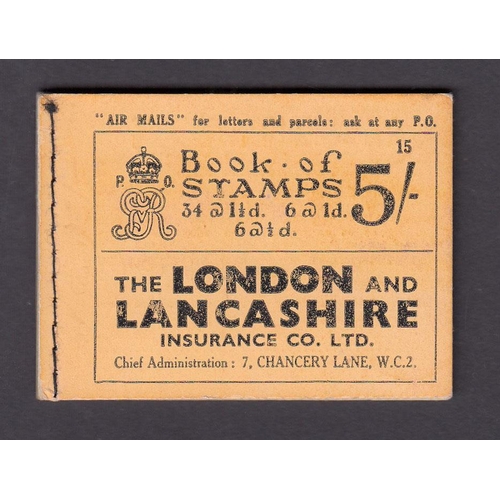 "AIR MAILS" for letters and parcels: ask at any P.O.
15
Book · of
STAMPS
P. O.
5/-
34 @ 1½d. 6 @ 1d.
6 @ ½d.
THE LONDON AND
LANCASHIRE
INSURANCE CO. LTD.
Chief Administration : 7, CHANCERY LANE, W.C.2.